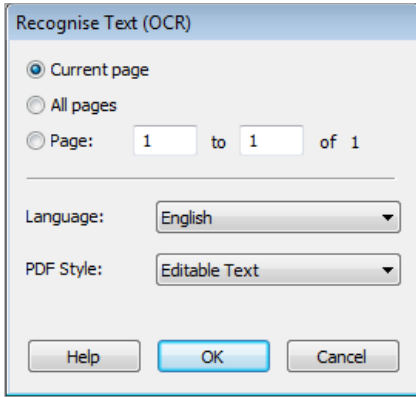 Recognise Text (OCR)
Current page
All pages
Page: 1 to 1 of 1
Language: English
PDF Style: Editable Text
Help OK Cancel